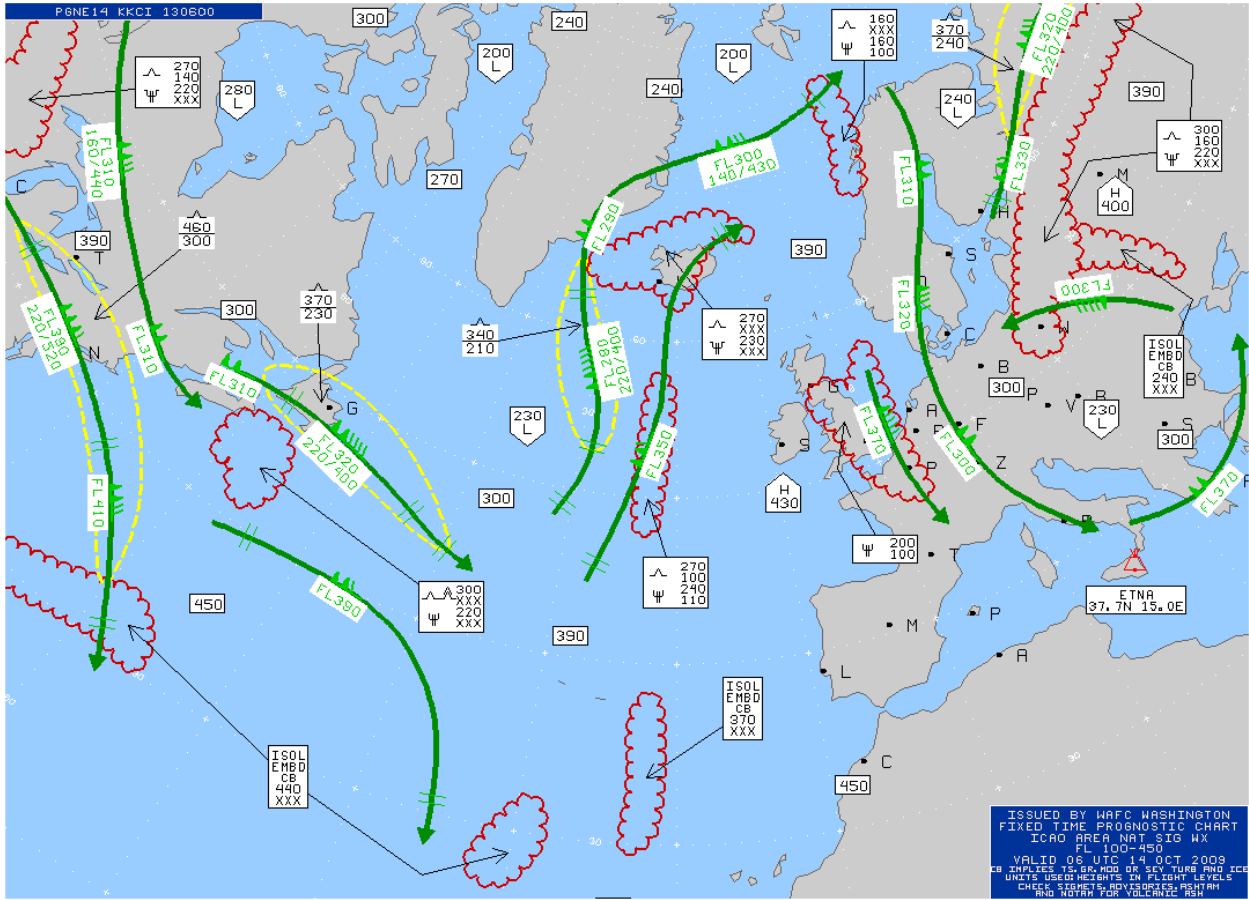 PGNE14 KKCI 130600
300
240
200
L
200
L
160
XXX
160
100
370
240
FL320
220/400
270
140
220
XXX
280
L
240
240
L
390
300
160
220
XXX
FL310
160/440
270
FL300
140/430
FL310
FL330
M
H
400
C
460
300
390
T
FL290
390
H
S
FL390
220/520
N
300
370
230
340
210
270
XXX
230
XXX
FL300
FL310
FL310
G
FL320
220/400
FL290
220/400
FL320
C
W
B
ISOL
EMBD
CB
240
XXX
B
230
L
FL350
G
FL370
A
F
300
P
V
B
230
L
S
300
S
B
P
FL300
Z
FL370
300
H
430
FL410
200
100
T
R
270
100
240
110
A 300
XXX
220
XXX
450
FL390
390
ETNA
37.7N 15.0E
P
M
A
L
ISOL
EMBD
CB
370
XXX
ISOL
EMBD
CB
440
XXX
C
450
30
30
ISSUED BY WAFC WASHINGTON
FIXED TIME PROGNOSTIC CHART
ICAO AREA NAT SIG WX
FL 100-450
VALID 06 UTC 14 OCT 2009
CB IMPLIES TS,GR,MOD OR SEV TURB AND ICE
UNITS USED:HEIGHTS IN FLIGHT LEVELS
CHECK SIGMETS,ADVISORIES,ASHTAM
AND NOTAM FOR VOLCANIC ASH